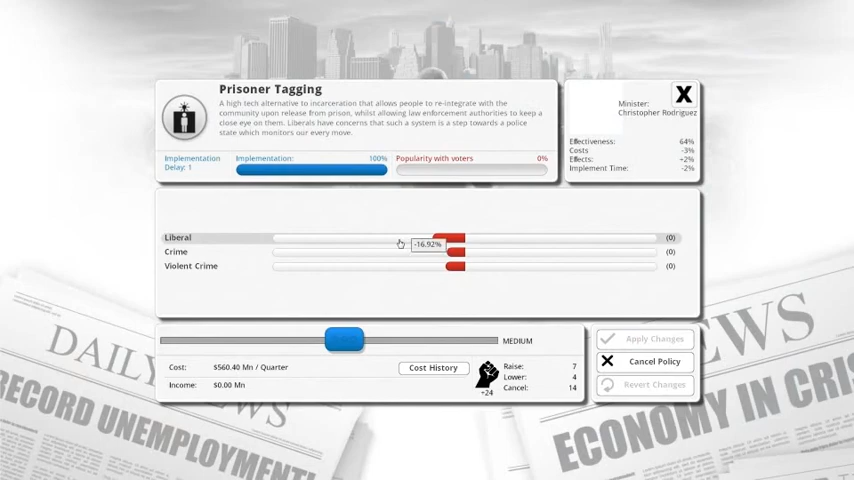 Prisoner Tagging
A high tech alternative to incarceration that allows people to re-integrate with the
community upon release from prison, whilst allowing law enforcement authorities to keep a
close eye on them. Liberals have concerns that such a system is a step towards a police
state which monitors our every move.
Implementation
Delay: 1
Implementation: 100%
Popularity with voters 0%
Minister:
Christopher Rodriguez
X
Effectiveness: 64%
Costs -3%
Effects: +2%
Implement Time: -2%
Liberal (0)
-16.92%
Crime (0)
Violent Crime (0)
MEDIUM
Cost: $560.40 Mn / Quarter
Income: $0.00 Mn
Cost History
+24
Raise: 7
Lower: 4
Cancel: 14
Apply Changes
Cancel Policy
Revert Changes
DAILY
NEWS
RECORD UNEMPLOYMENT!
EWS
ECONOMY IN CRIS